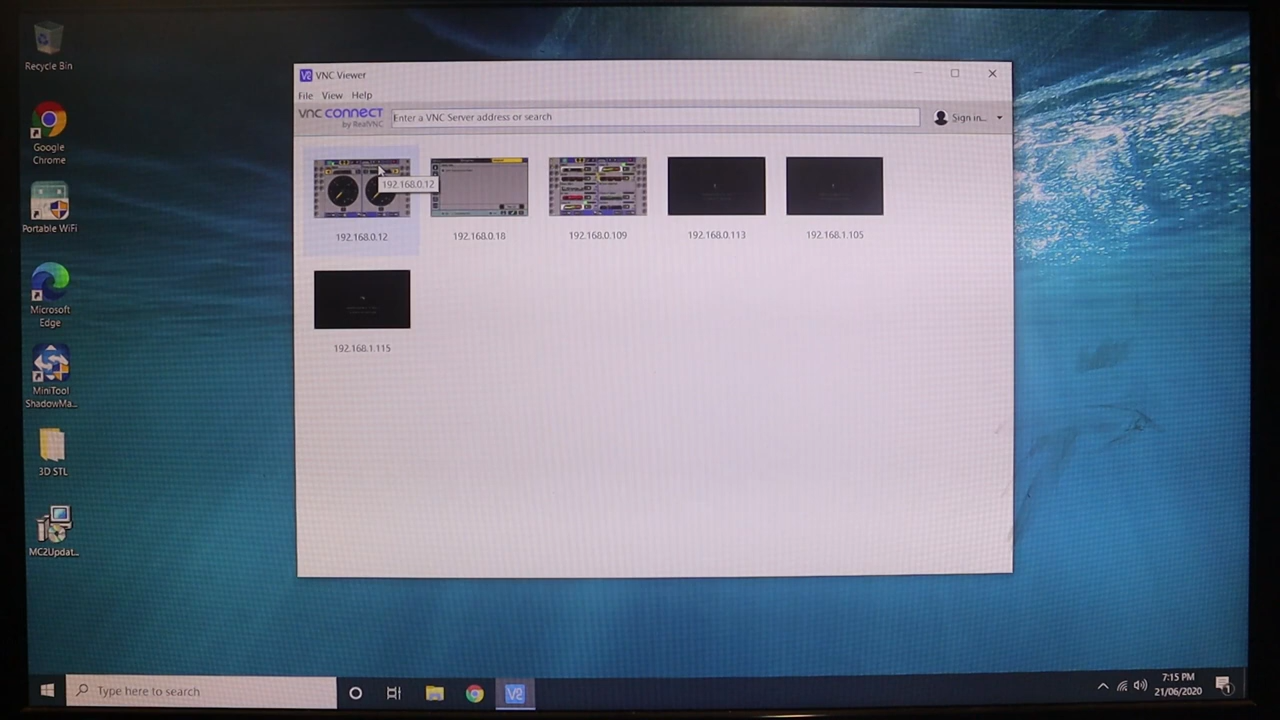 Recycle Bin
Google
Chrome
Portable WiFi
Microsoft
Edge
MiniTool
ShadowMa...
3D STL
MC2Updat...
VNC Viewer
File View Help
vnc connect
by RealVNC
Enter a VNC Server address or search
Sign in...
192.168.0.12
192.168.0.12
192.168.0.18
192.168.0.109
192.168.0.113
192.168.1.105
192.168.1.115
Type here to search
7:15 PM
21/06/2020
1